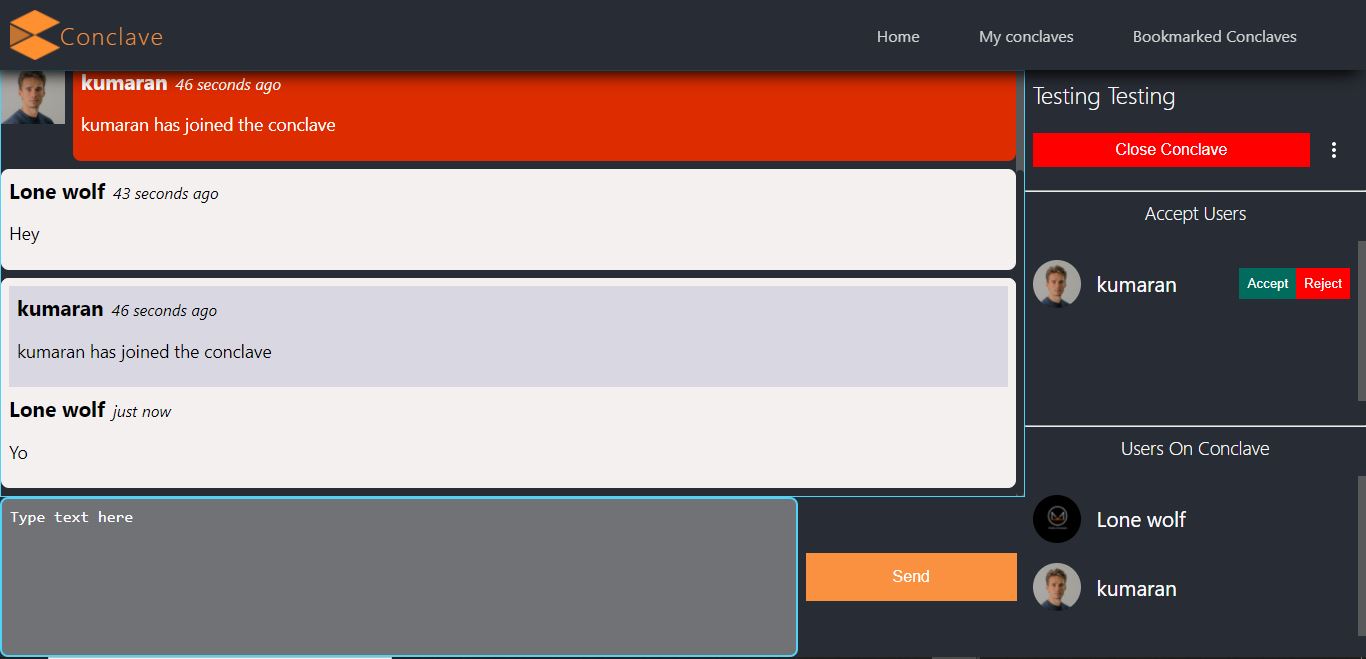 Conclave
Home
My conclaves
Bookmarked Conclaves
kumaran 46 seconds ago
kumaran has joined the conclave
Lone wolf 43 seconds ago
Hey
kumaran 46 seconds ago
kumaran has joined the conclave
Lone wolf just now
Yo
Type text here
Send
Testing Testing
Close Conclave
Accept Users
kumaran
Accept
Reject
Users On Conclave
Lone wolf
kumaran